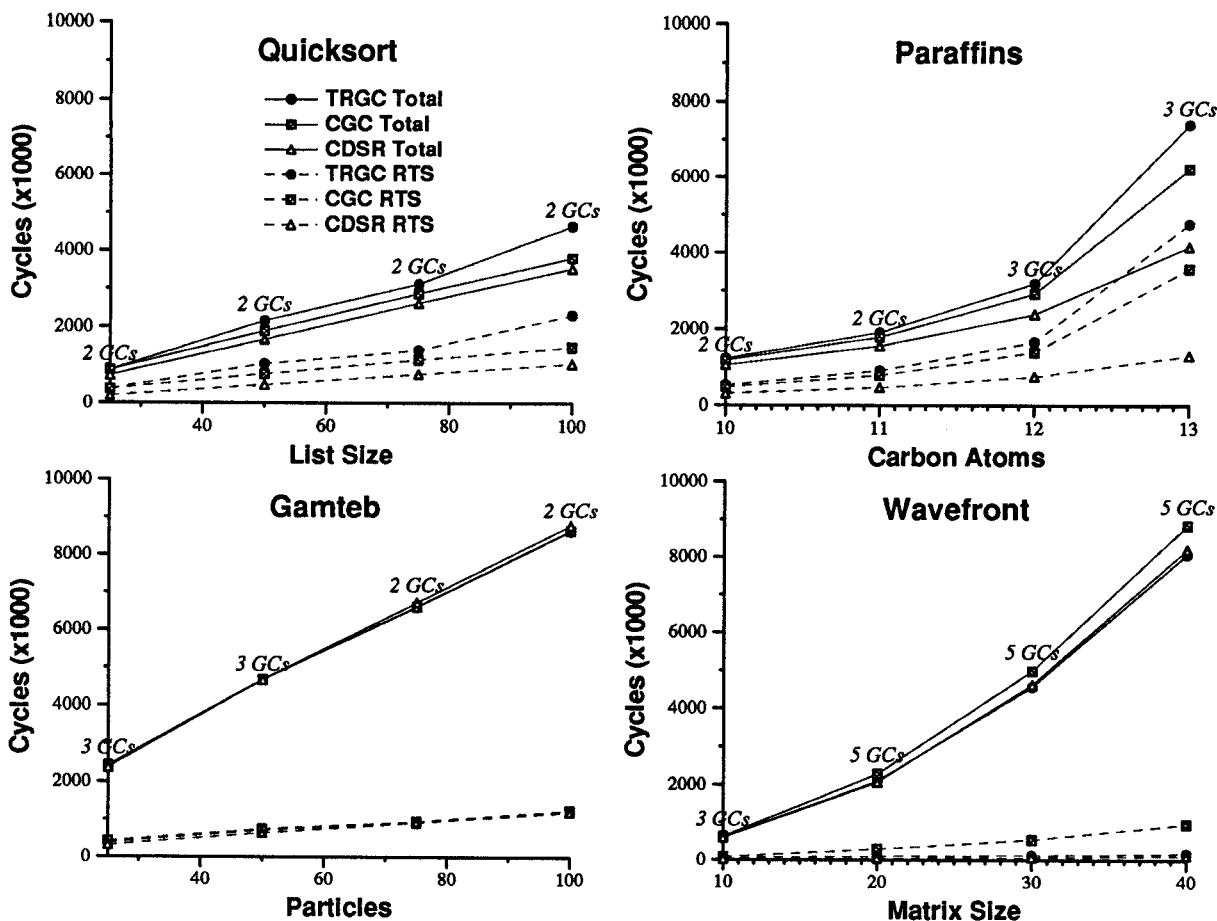 Quicksort
Cycles (x1000)
10000
8000
6000
4000
2000
0
TRGC Total
CGC Total
CDSR Total
TRGC RTS
CGC RTS
CDSR RTS
2 GCs
2 GCs
2 GCs
2 GCs
40
60
80
100
List Size
Paraffins
Cycles (x1000)
10000
8000
6000
4000
2000
0
2 GCs
2 GCs
3 GCs
3 GCs
10
11
12
13
Carbon Atoms
Gamteb
Cycles (x1000)
10000
8000
6000
4000
2000
0
3 GCs
3 GCs
2 GCs
2 GCs
40
60
80
100
Particles
Wavefront
Cycles (x1000)
10000
8000
6000
4000
2000
0
3 GCs
5 GCs
5 GCs
5 GCs
10
20
30
40
Matrix Size